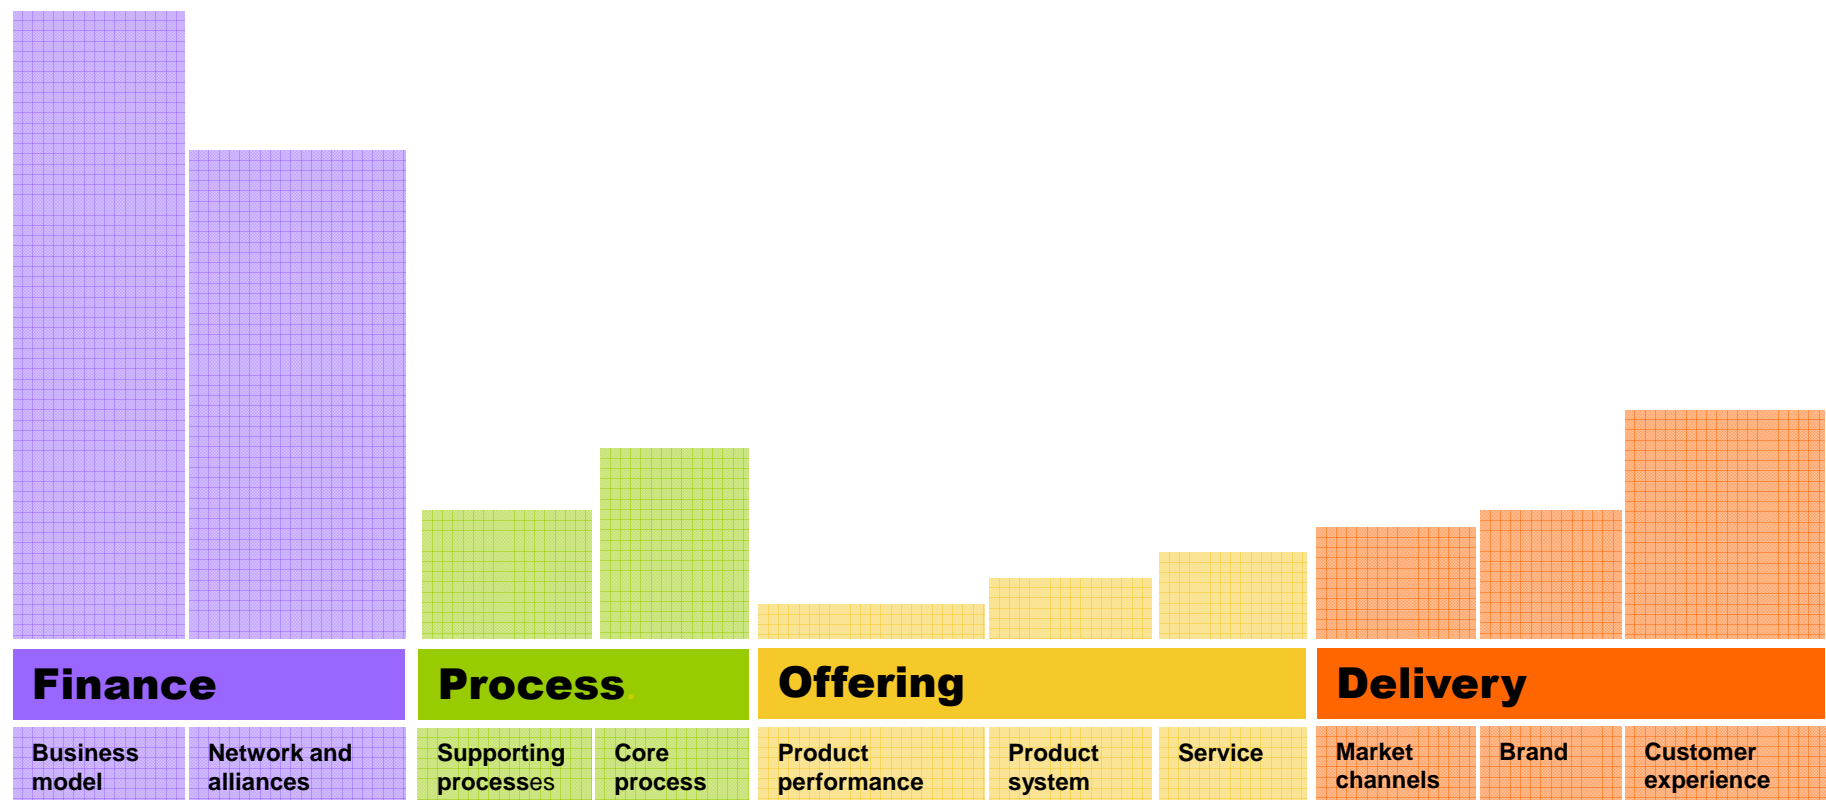 Finance
Process.
Offering
Delivery
Business
model
Network and
alliances
Supporting
processes
Core
process
Product
performance
Product
system
Service
Market
channels
Brand
Customer
experience